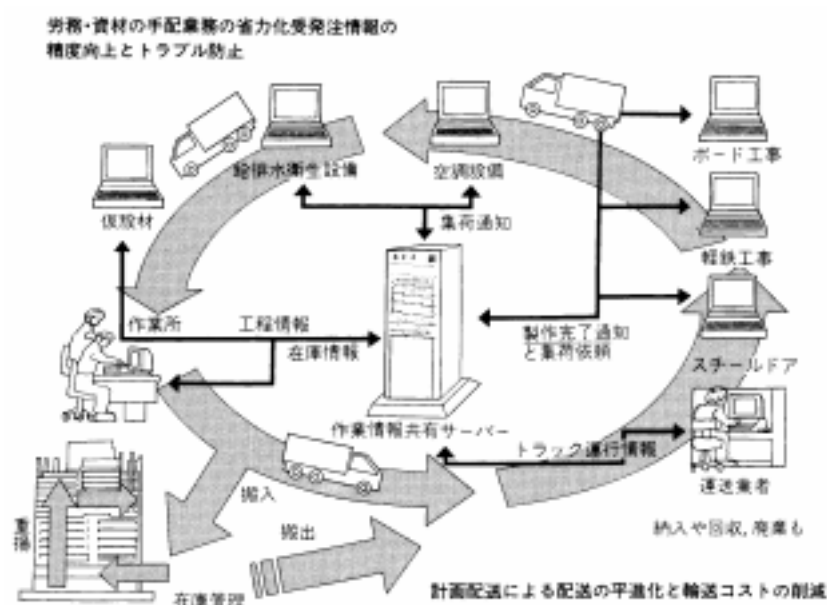 労務・資材の手配業務の省力化受発注情報の
精度向上とトラブル防止
ボード工事
給排水衛生設備
空調設備
仮設材
集荷通知
軽鉄工事
作業所
工程情報
在庫情報
製作完了通知
と集荷依頼
スチールドア
作業情報共有サーバー
トラック運行情報
運送業者
搬入
重揚
搬出
納入や回収,廃棄も
在庫管理
計画配送による配送の平進化と輸送コストの削減